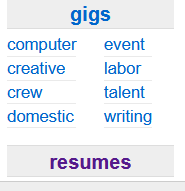 gigs
computer event
creative labor
crew talent
domestic writing
resumes